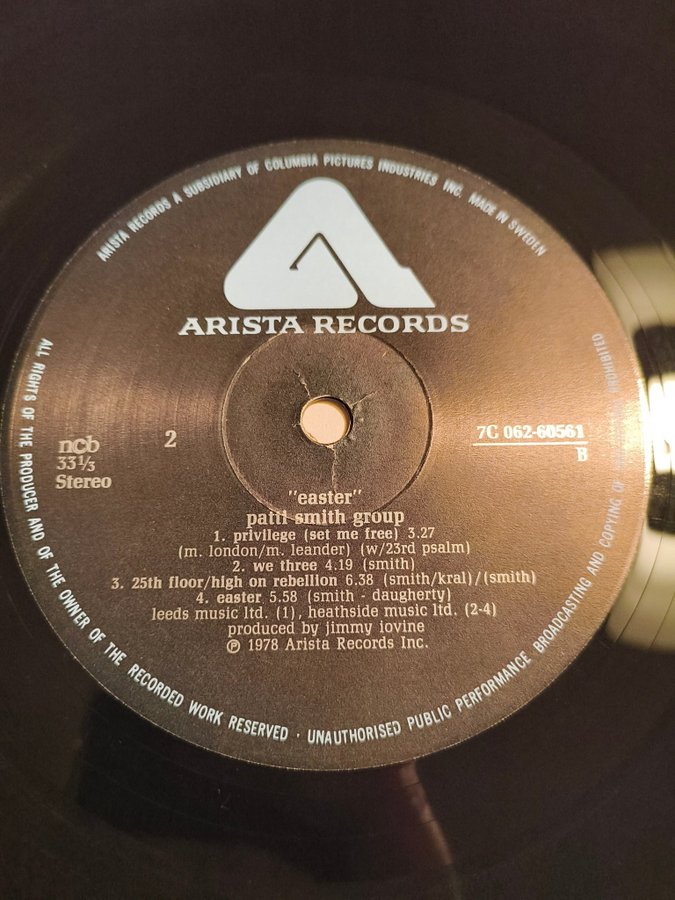 ARISTA RECORDS A SUBSIDIARY OF COLUMBIA PICTURES INDUSTRIES INC. MADE IN SWEDEN
ARISTA RECORDS
ncb
33⅓
Stereo
2
7C 062-60561
B
"easter"
patti smith group
1. privilege (set me free) 3.27
(m. london/m. leander) (w/23rd psalm)
2. we three 4.19 (smith)
3. 25th floor/high on rebellion 6.38 (smith/kral)/(smith)
4. easter 5.58 (smith - daugherty)
leeds music ltd. (1), heathside music ltd. (2-4)
produced by jimmy iovine
℗ 1978 Arista Records Inc.
ALL RIGHTS OF THE PRODUCER AND OF THE OWNER OF THE RECORDED WORK RESERVED · UNAUTHORISED PUBLIC PERFORMANCE BROADCASTING AND COPYING OF PROHIBITED